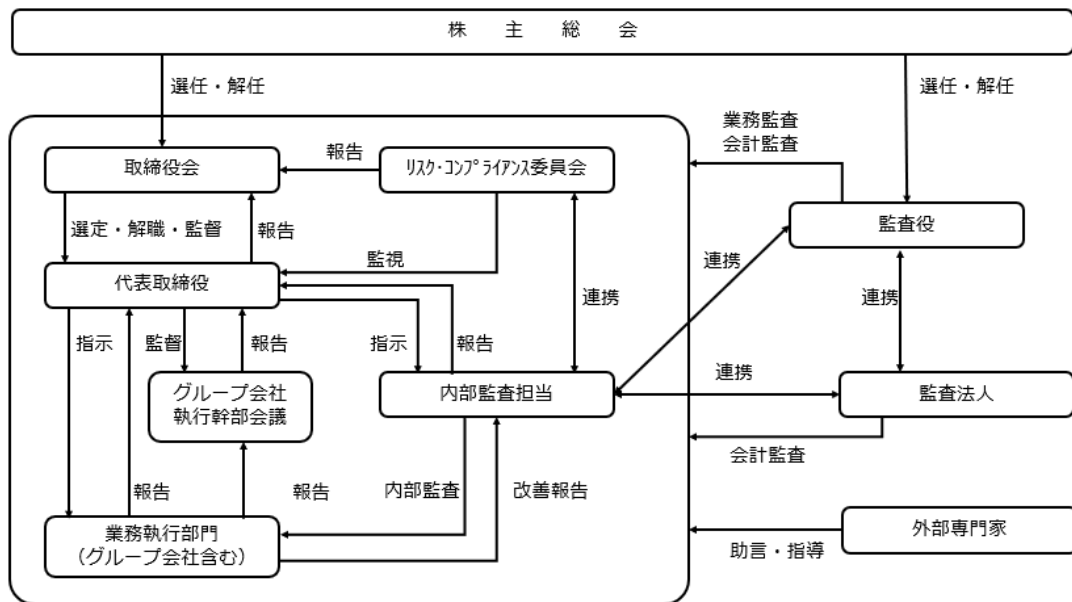 株主総会
選任・解任
選任・解任
業務監査
会計監査
取締役会
報告
リスク・コンプライアンス委員会
監査役
選定・解職・監督
報告
監視
連携
代表取締役
連携
連携
指示
監督
報告
指示
報告
グループ会社
執行幹部会議
内部監査担当
連携
監査法人
会計監査
報告
報告
内部監査
改善報告
業務執行部門
（グループ会社含む）
外部専門家
助言・指導